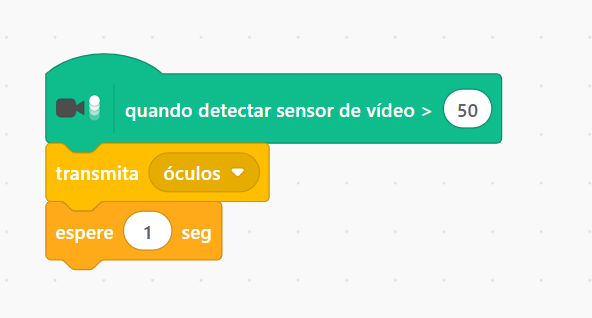 quando detectar sensor de vídeo > 50
transmita óculos
espere 1 seg